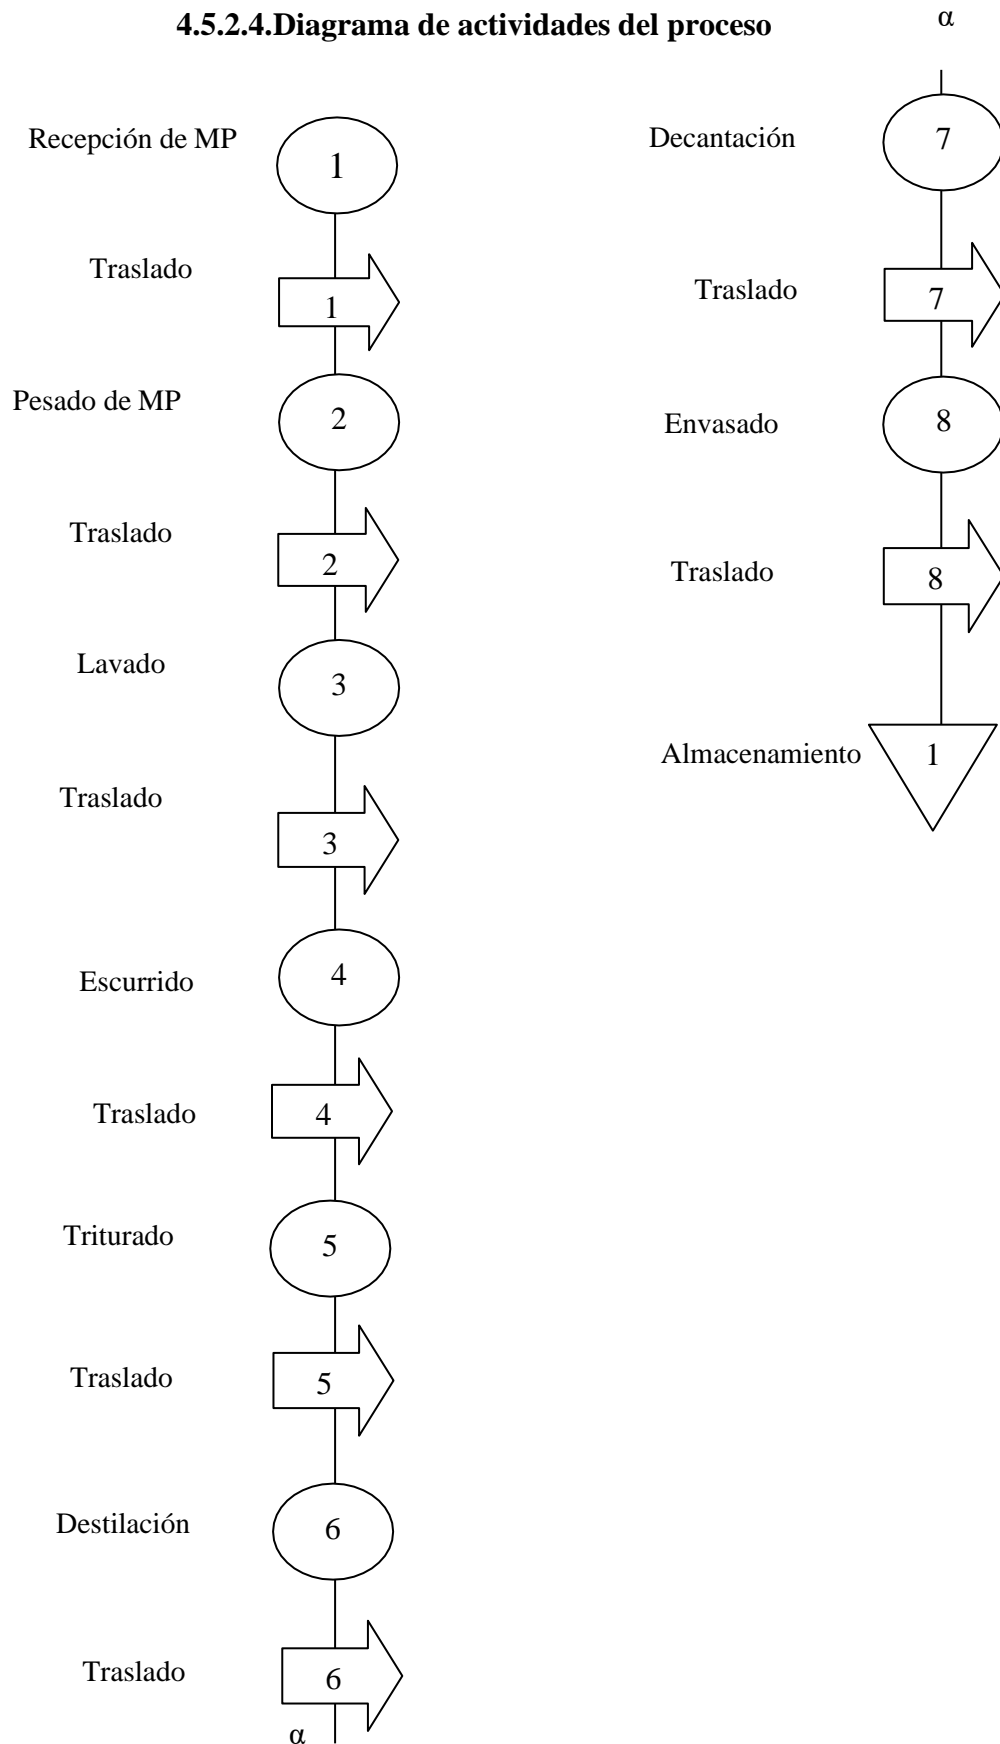 4.5.2.4.Diagrama de actividades del proceso
Recepción de MP
1
Traslado
1
Pesado de MP
2
Traslado
2
Lavado
3
Traslado
3
Escurrido
4
Traslado
4
Triturado
5
Traslado
5
Destilación
6
Traslado
6
α
α
Decantación
7
Traslado
7
Envasado
8
Traslado
8
Almacenamiento
1